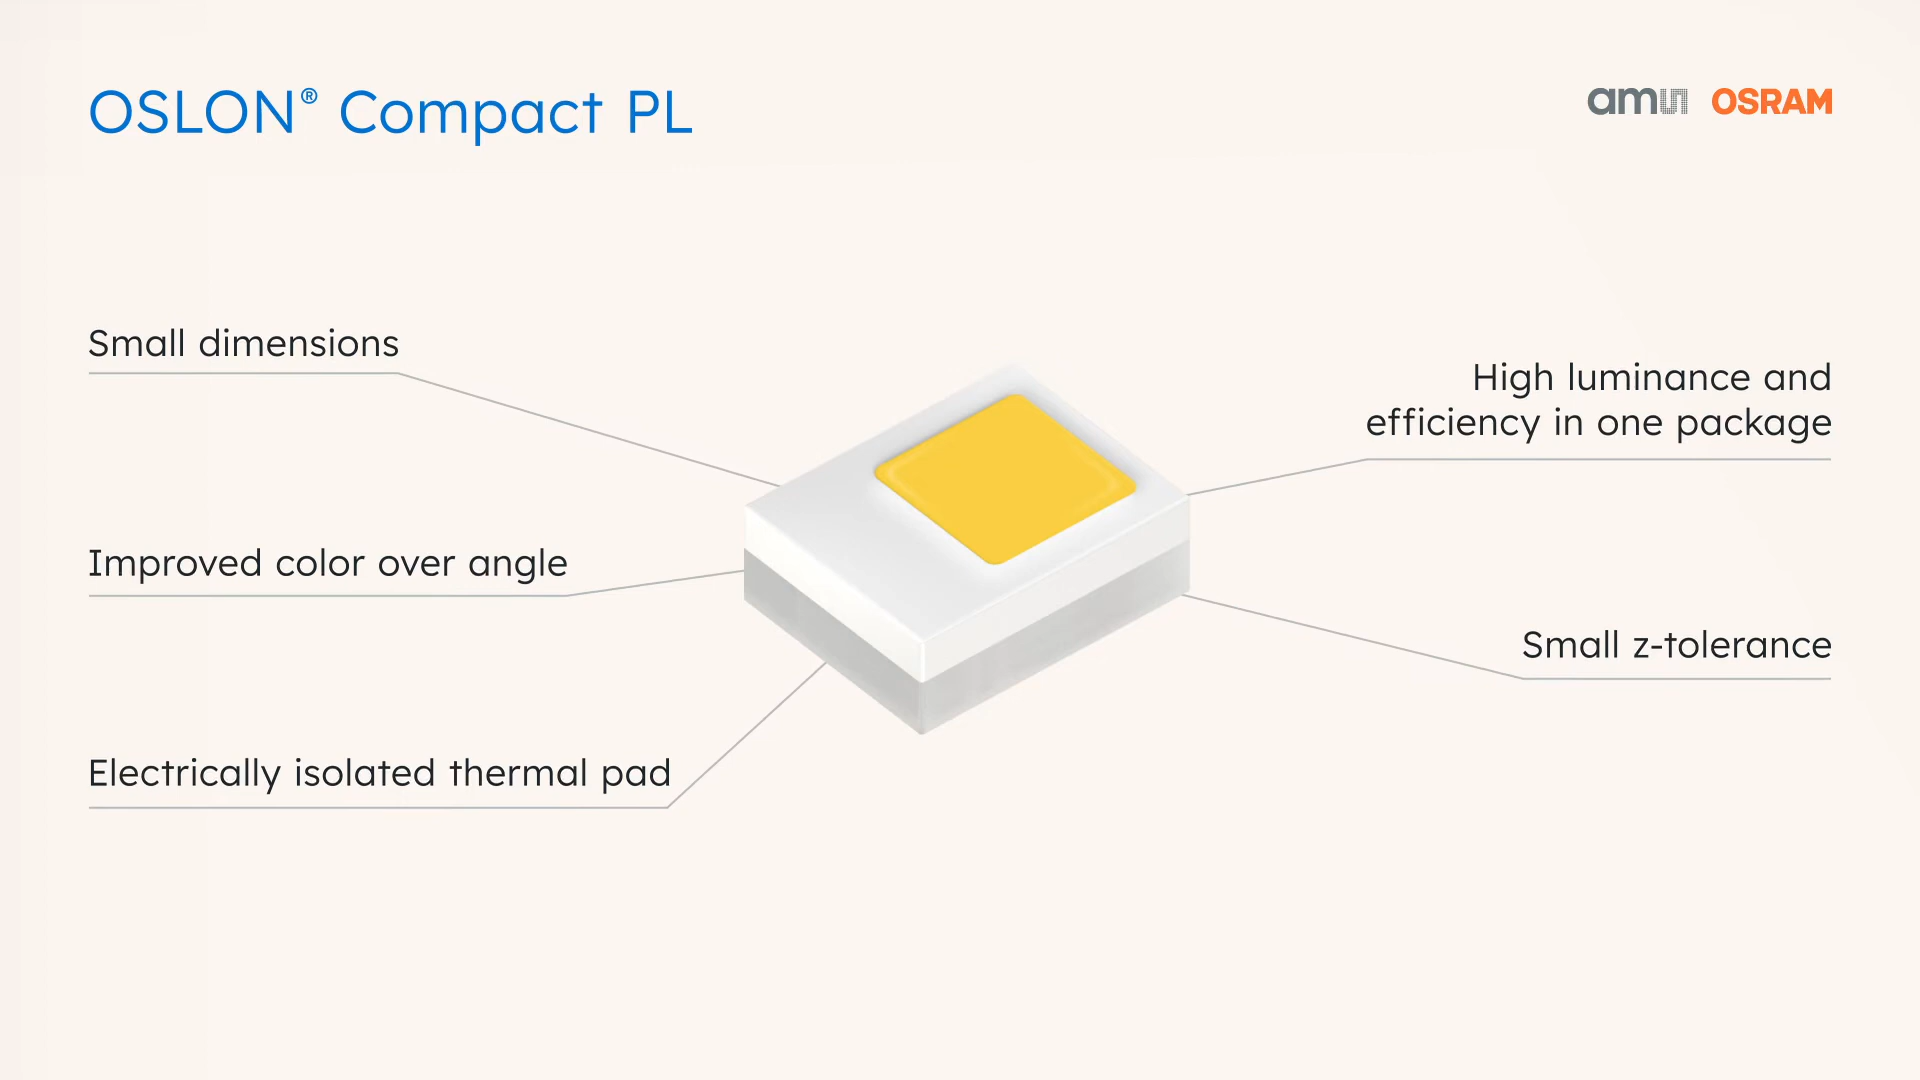 OSLON® Compact PL
ams OSRAM
Small dimensions
High luminance and
efficiency in one package
Improved color over angle
Small z-tolerance
Electrically isolated thermal pad